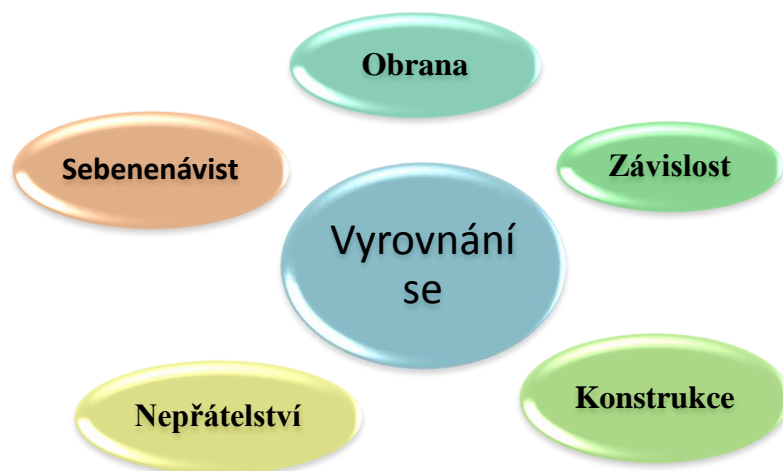 Obrana
Sebenenávist
Závislost
Vyrovnání
se
Konstrukce
Nepřátelství